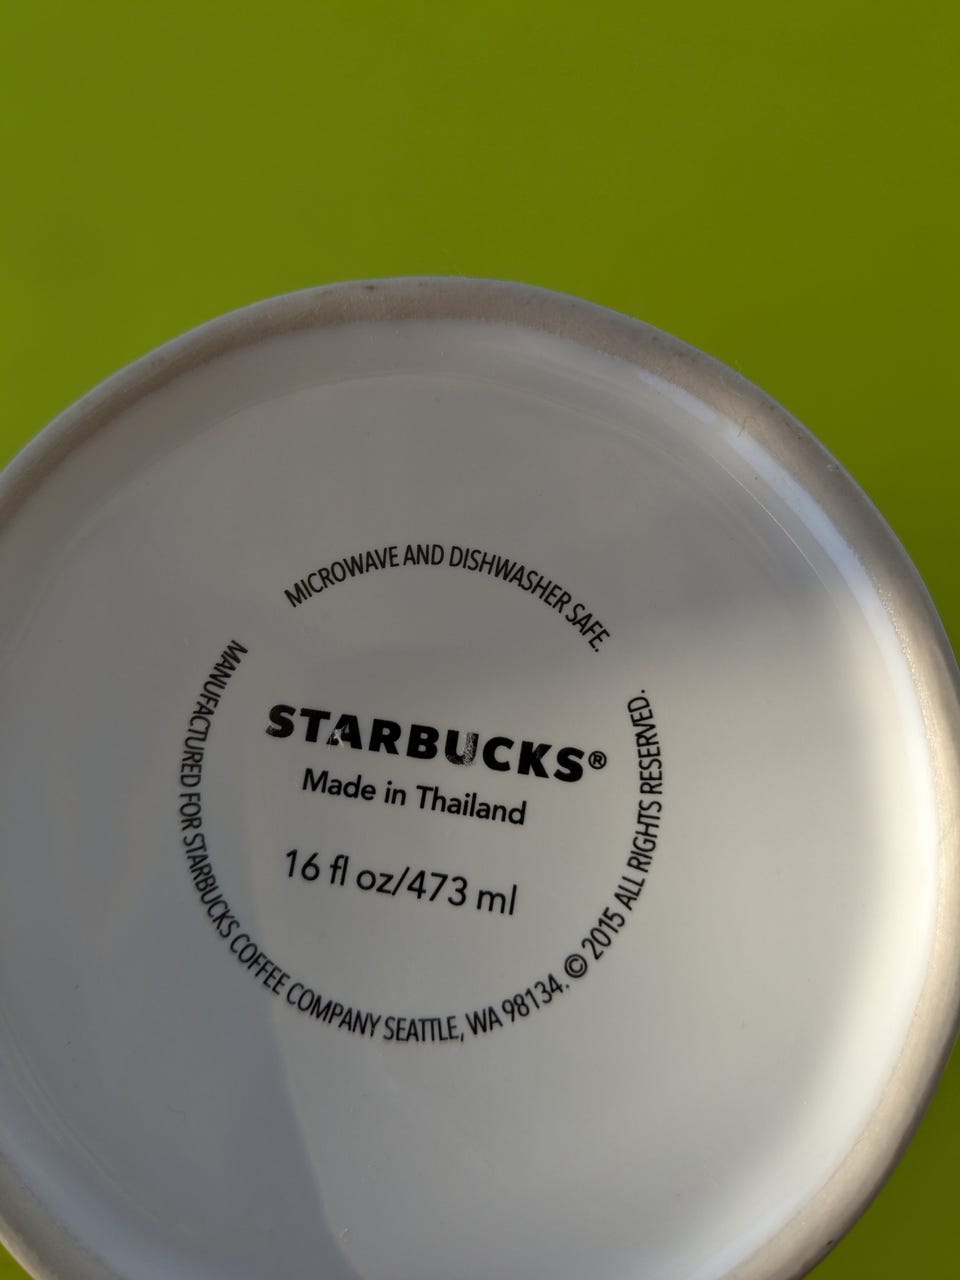 MICROWAVE AND DISHWASHER SAFE.
STARBUCKS®
Made in Thailand
16 fl oz/473 ml
MANUFACTURED FOR STARBUCKS COFFEE COMPANY SEATTLE, WA 98134. © 2015 ALL RIGHTS RESERVED.